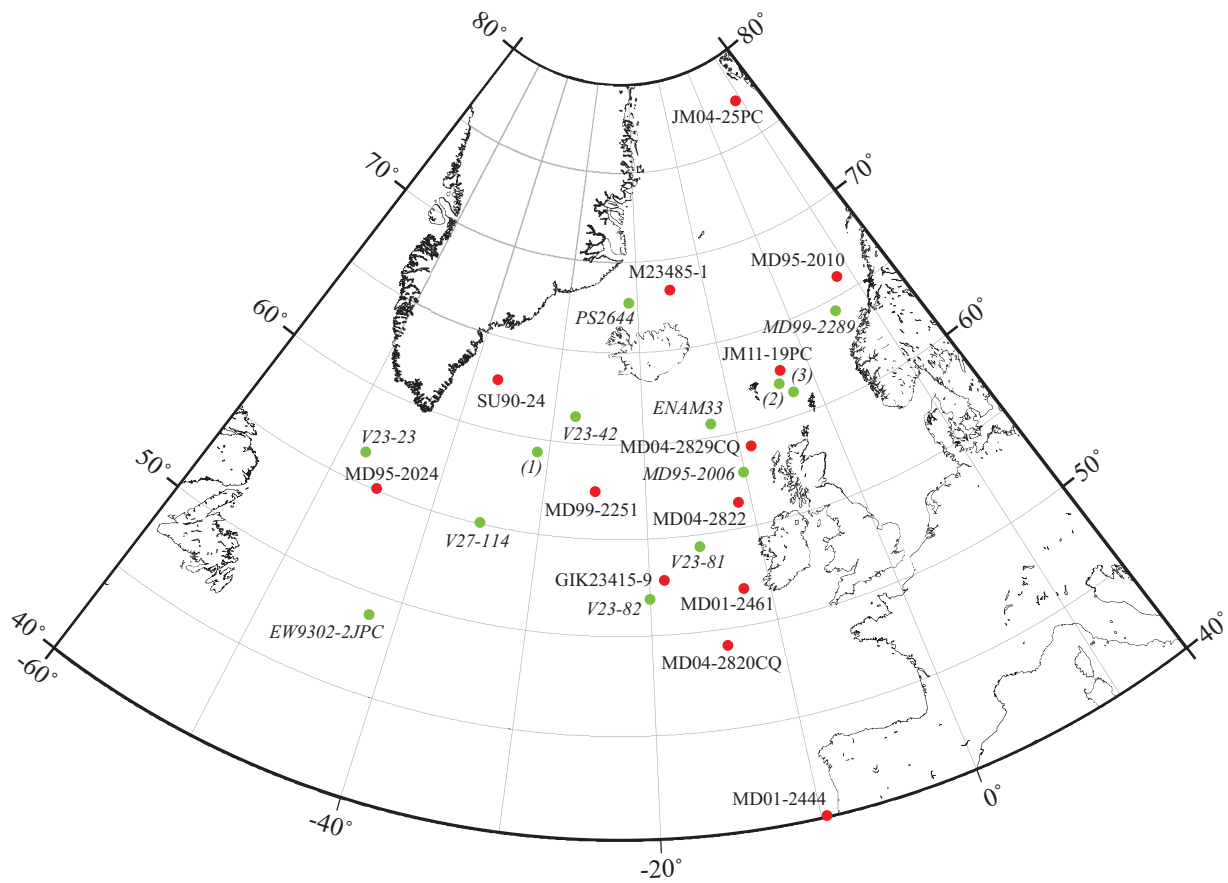 80°
80°
JM04-25PC
70°
70°
MD95-2010
M23485-1
PS2644
MD99-2289
60°
60°
JM11-19PC
(3)
(2)
SU90-24
ENAM33
V23-42
V23-23
MD04-2829CQ
(1)
MD95-2024
MD95-2006
50°
50°
MD99-2251
MD04-2822
V27-114
V23-81
GIK23415-9
V23-82
MD01-2461
EW9302-2JPC
MD04-2820CQ
40°
40°
-60°
MD01-2444
0°
-40°
-20°